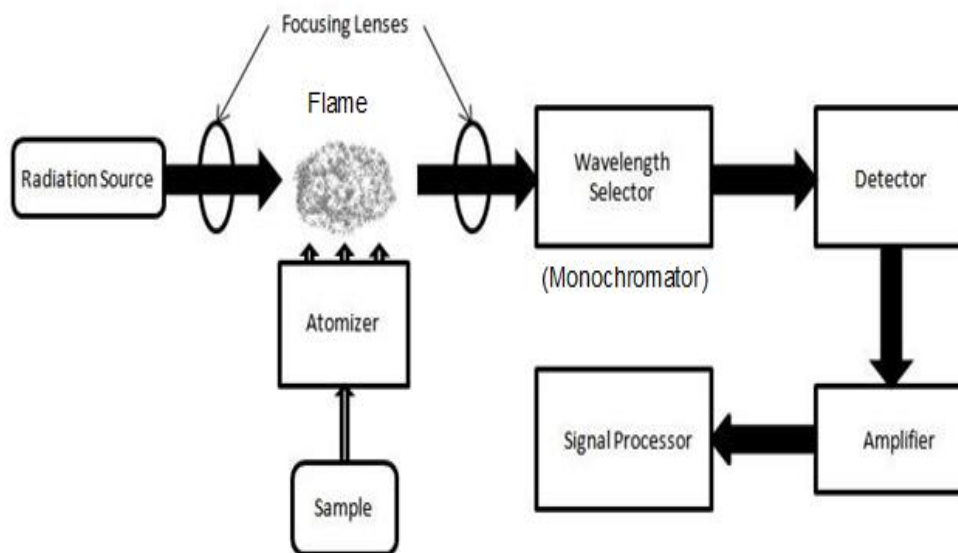 Focusing Lenses
Flame
Radiation Source
Wavelength
Selector
Detector
(Monochromator)
Atomizer
Signal Processor
Amplifier
Sample